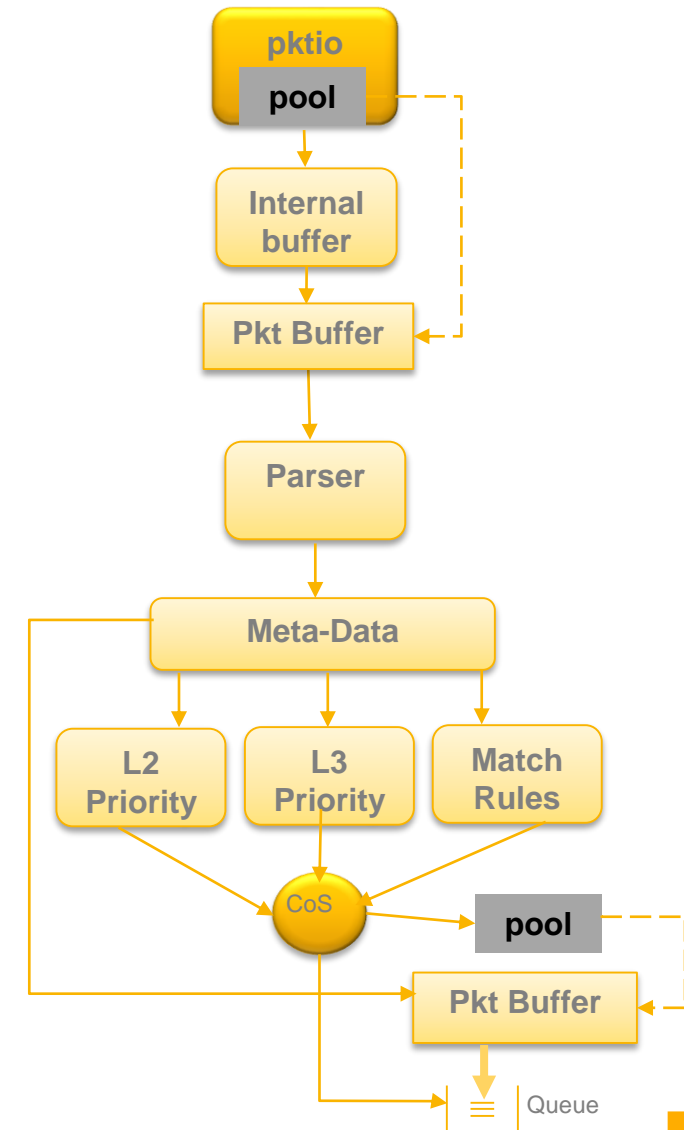 pktio
pool
Internal
buffer
Pkt Buffer
Parser
Meta-Data
L2
Priority
L3
Priority
Match
Rules
CoS
pool
Pkt Buffer
Queue